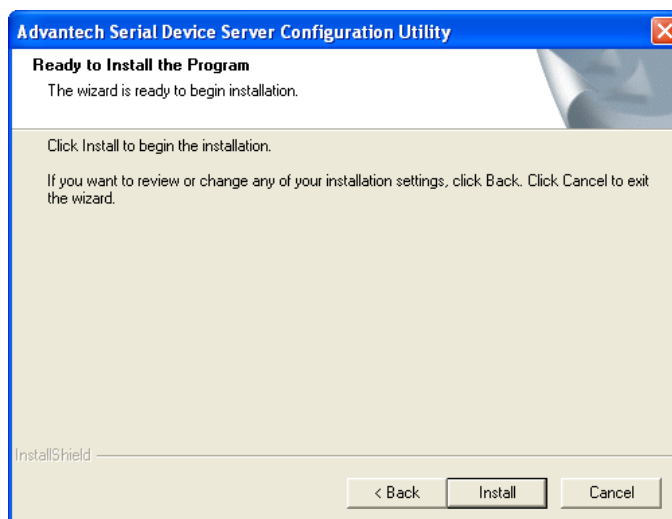 Advantech Serial Device Server Configuration Utility
Ready to Install the Program
The wizard is ready to begin installation.
Click Install to begin the installation.
If you want to review or change any of your installation settings, click Back. Click Cancel to exit
the wizard.
InstallShield
< Back
Install
Cancel